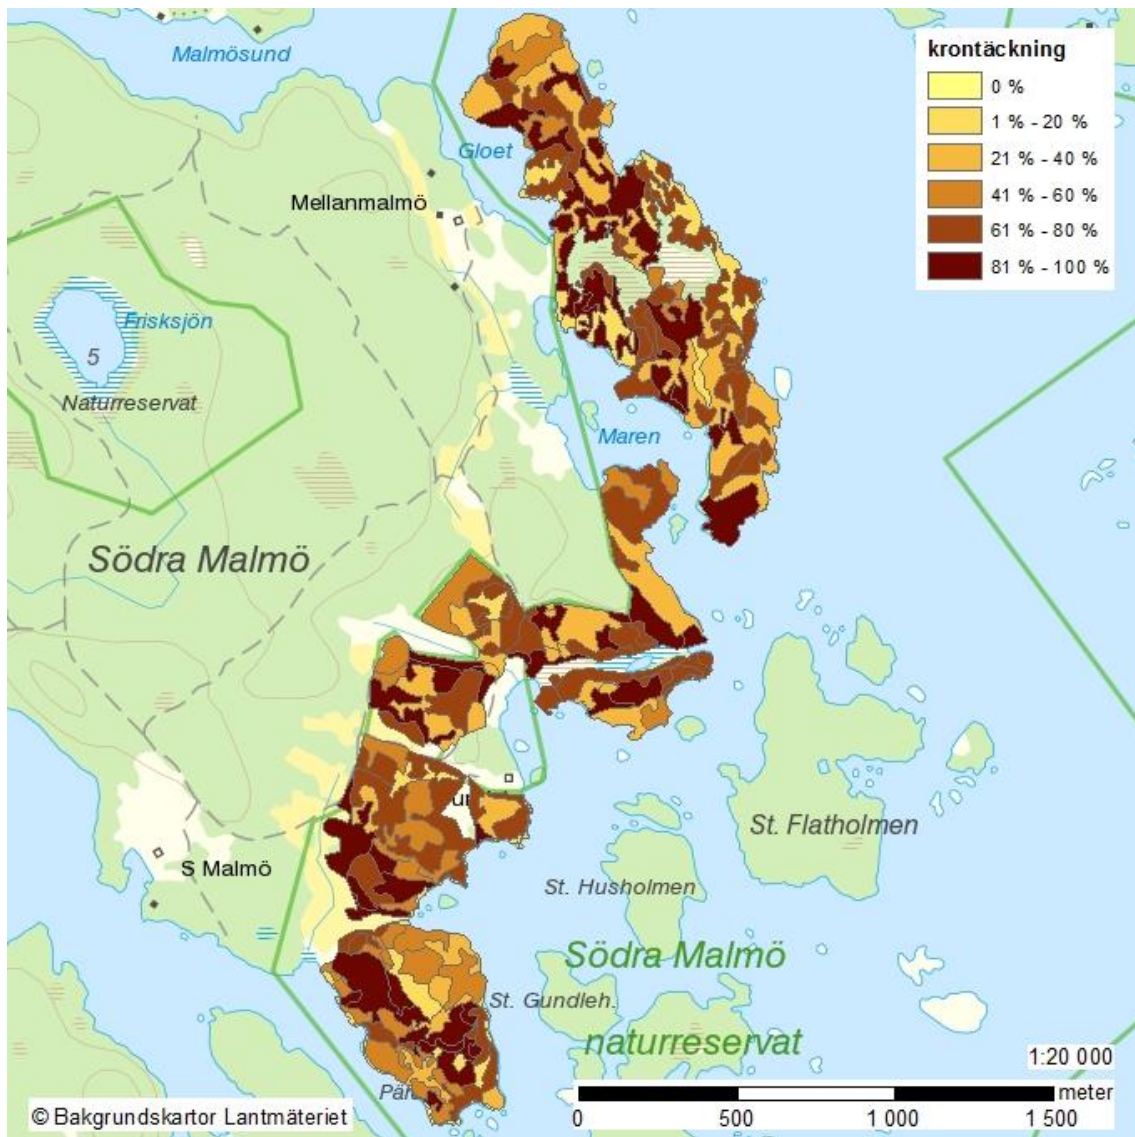 Malmösund
krontäckning
0 %
1 % - 20 %
21 % - 40 %
41 % - 60 %
61 % - 80 %
81 % - 100 %
Gloet
Mellanmalmö
Frisksjön
5
Naturreservat
Maren
Södra Malmö
St. Flatholmen
S Malmö
St. Husholmen
Södra Malmö
naturreservat
St. Gundleh.
1:20 000
meter
0 500 1 000 1 500
© Bakgrundskartor Lantmäteriet